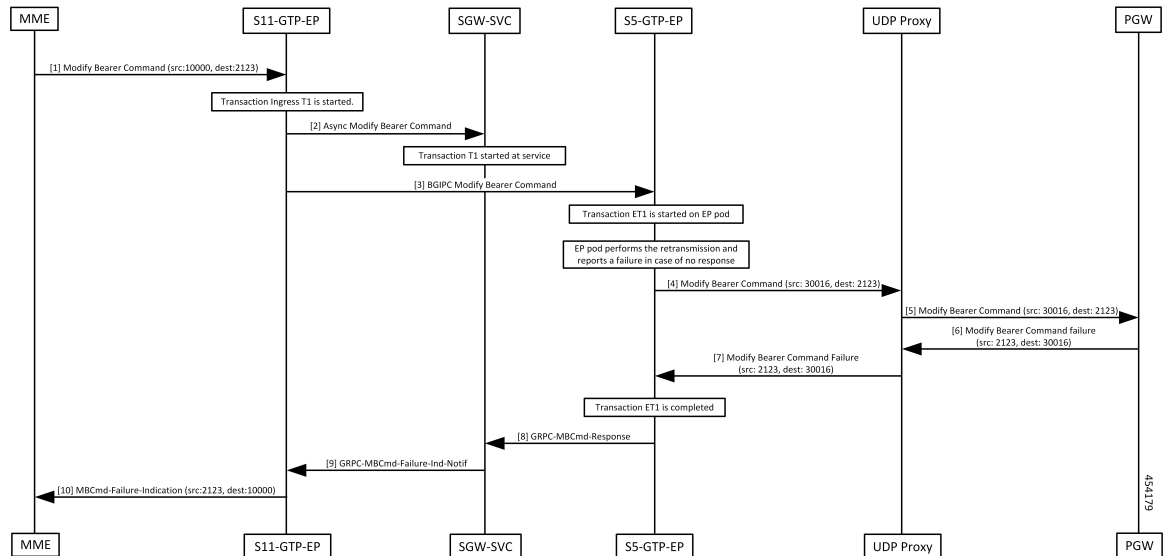 MME
S11-GTP-EP
SGW-SVC
S5-GTP-EP
UDP Proxy
PGW
[1] Modify Bearer Command (src:10000, dest:2123)
Transaction Ingress T1 is started.
[2] Async Modify Bearer Command
Transaction T1 started at service
[3] BGIPC Modify Bearer Command
Transaction ET1 is started on EP pod
EP pod performs the retransmission and
reports a failure in case of no response
[4] Modify Bearer Command (src: 30016, dest: 2123)
[5] Modify Bearer Command (src: 30016, dest: 2123)
[6] Modify Bearer Command failure
(src: 2123, dest: 30016)
[7] Modify Bearer Command Failure
(src: 2123, dest: 30016)
Transaction ET1 is completed
[8] GRPC-MBCmd-Response
[9] GRPC-MBCmd-Failure-Ind-Notif
[10] MBCmd-Failure-Indication (src:2123, dest:10000)
454179
MME
S11-GTP-EP
SGW-SVC
S5-GTP-EP
UDP Proxy
PGW